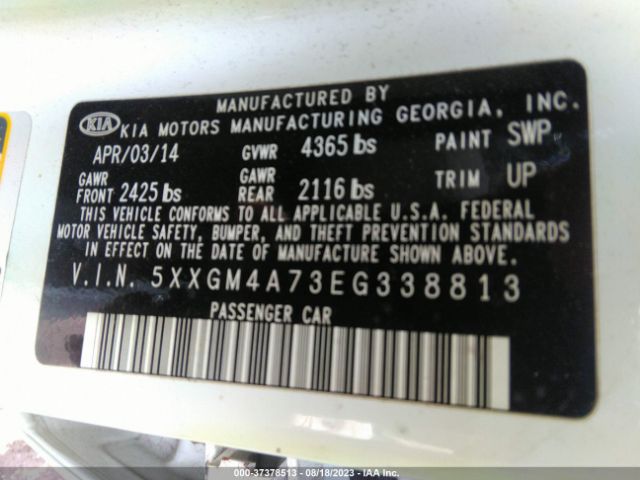 MANUFACTURED BY
KIA KIA MOTORS MANUFACTURING GEORGIA, INC.
APR/03/14 GVWR 4365 lbs PAINT SWP
GAWR FRONT 2425 lbs GAWR REAR 2116 lbs TRIM UP
THIS VEHICLE CONFORMS TO ALL APPLICABLE U.S.A. FEDERAL
MOTOR VEHICLE SAFETY, BUMPER, AND THEFT PREVENTION STANDARDS
IN EFFECT ON THE DATE OF MANUFACTURE SHOWN ABOVE.
V.I.N. 5XXGM4A73EG338813
PASSENGER CAR
000-37378513 - 08/18/2023 - IAA Inc.